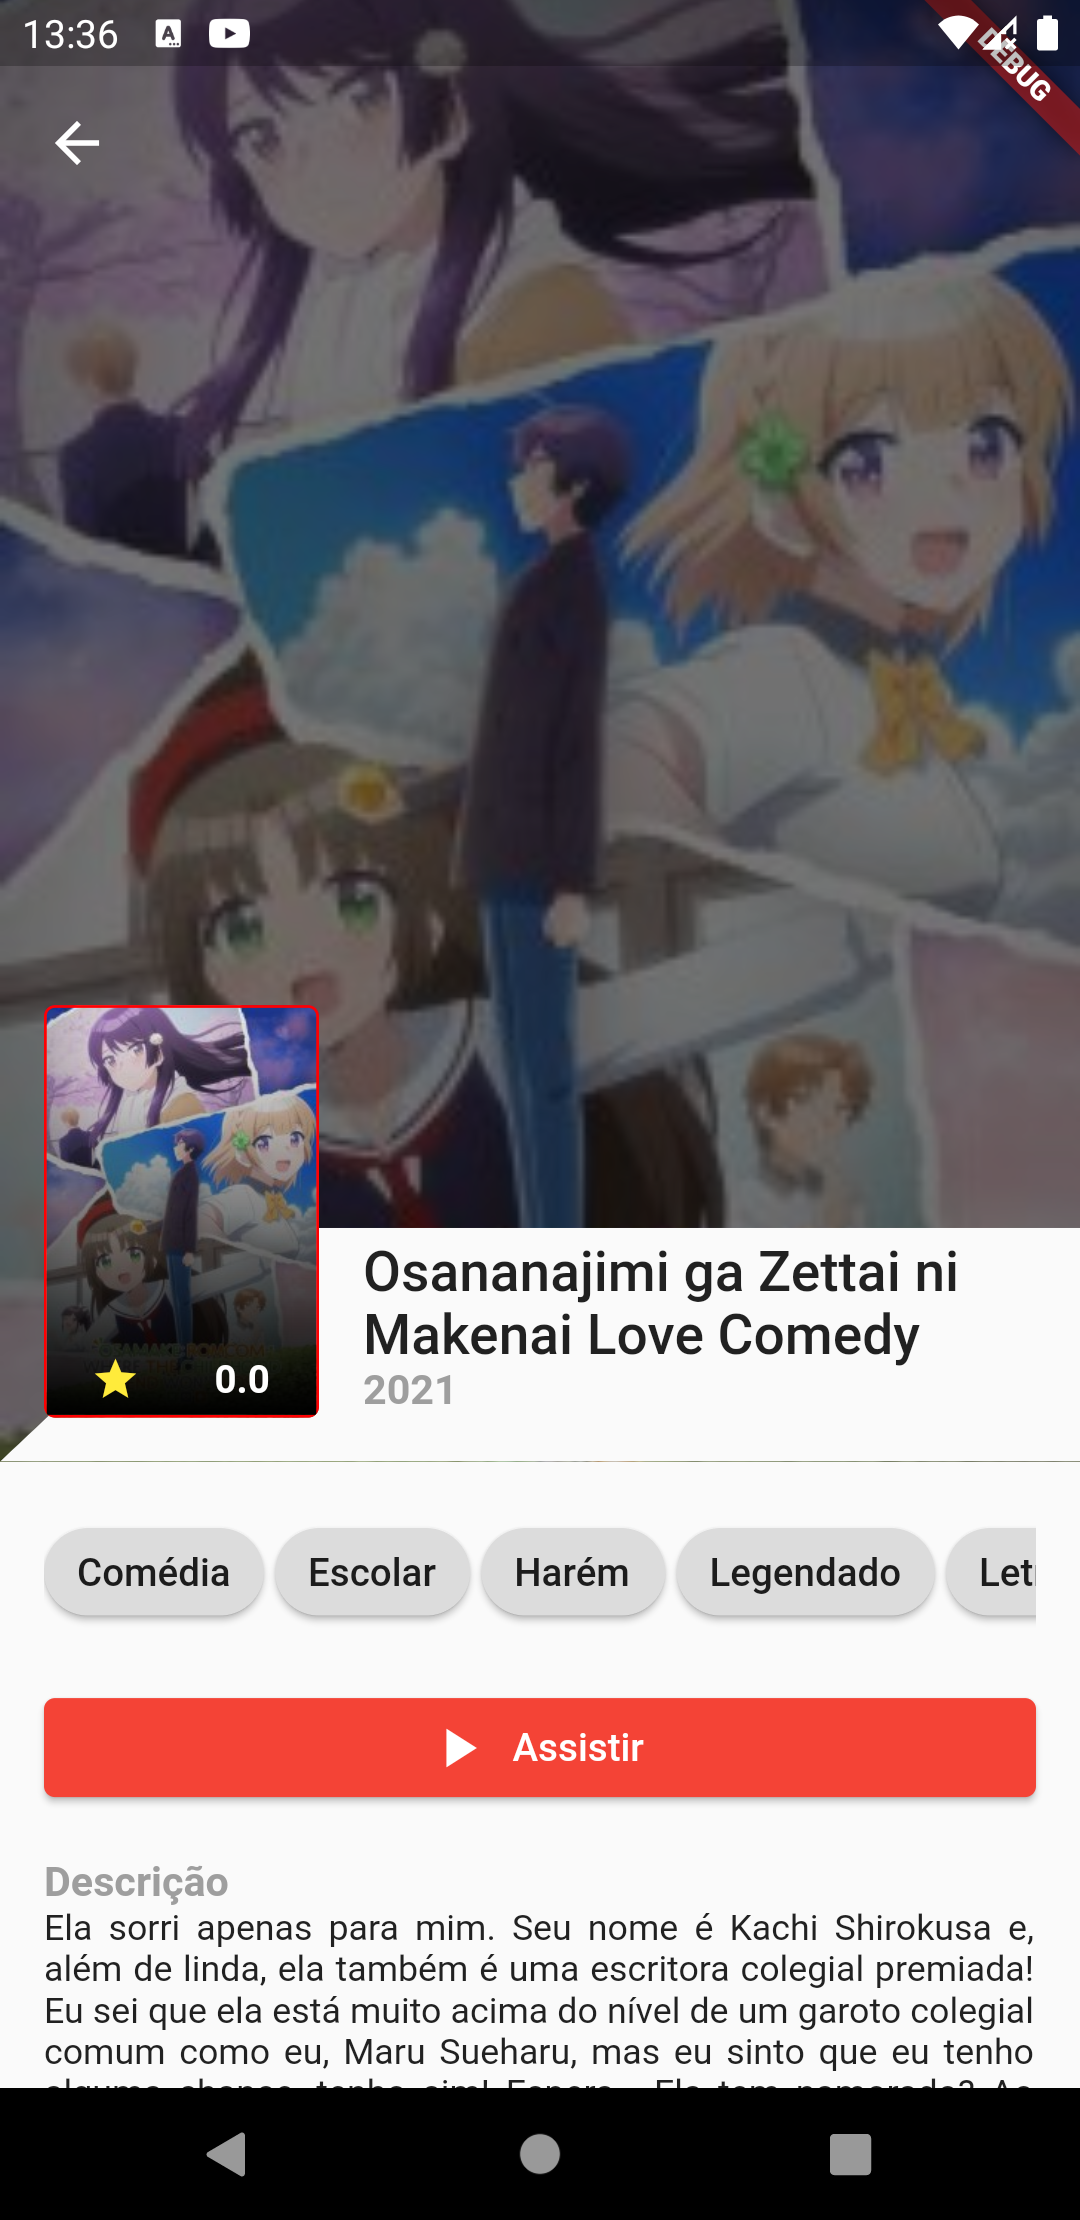 13:36
DEBUG
Osananajimi ga Zettai ni
Makenai Love Comedy
2021
0.0
Comédia Escolar Harém Legendado
Assistir
Descrição
Ela sorri apenas para mim. Seu nome é Kachi Shirokusa e,
além de linda, ela também é uma escritora colegial premiada!
Eu sei que ela está muito acima do nível de um garoto colegial
comum como eu, Maru Sueharu, mas eu sinto que eu tenho